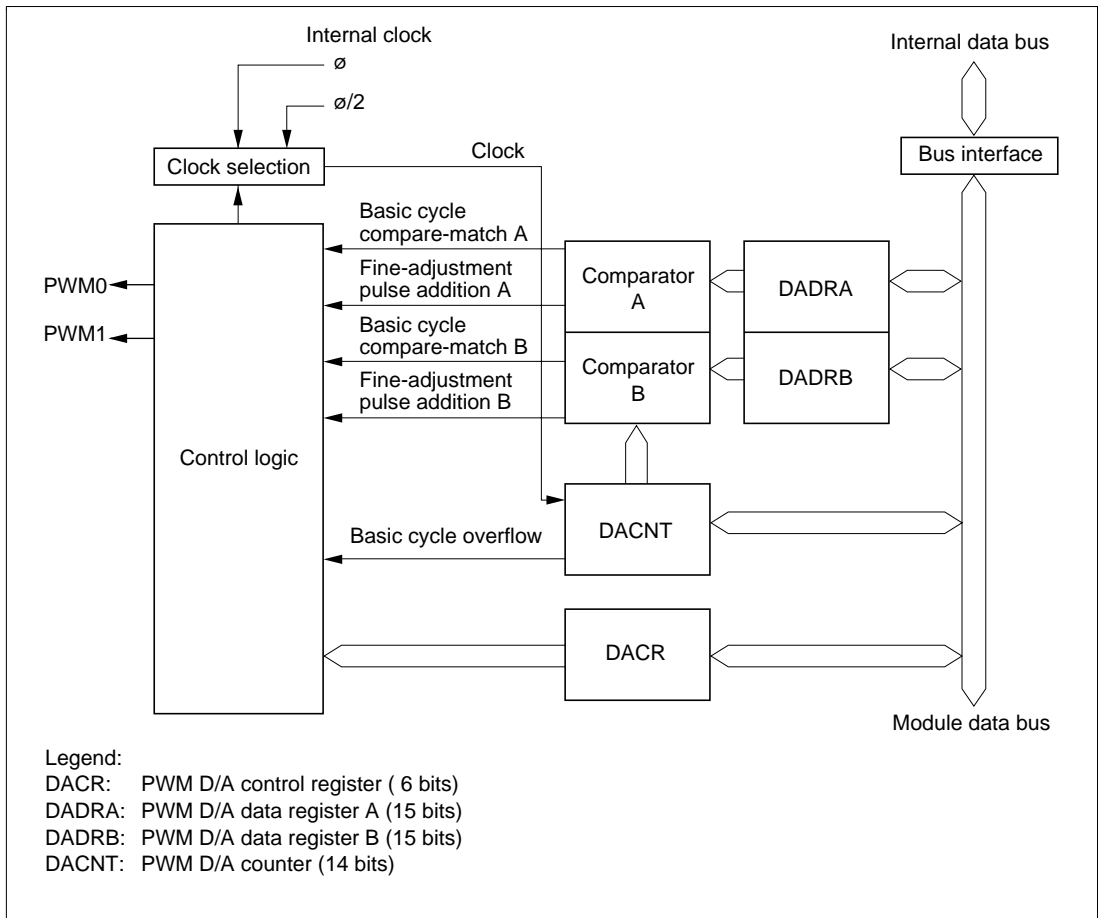 Internal clock
ø
ø/2
Internal data bus
Clock selection
Clock
Bus interface
Basic cycle
compare-match A
Fine-adjustment
pulse addition A
Basic cycle
compare-match B
Fine-adjustment
pulse addition B
PWM0
PWM1
Comparator
A
DADRA
Comparator
B
DADRB
Control logic
Basic cycle overflow
DACNT
DACR
Module data bus
Legend:
DACR: PWM D/A control register ( 6 bits)
DADRA: PWM D/A data register A (15 bits)
DADRB: PWM D/A data register B (15 bits)
DACNT: PWM D/A counter (14 bits)